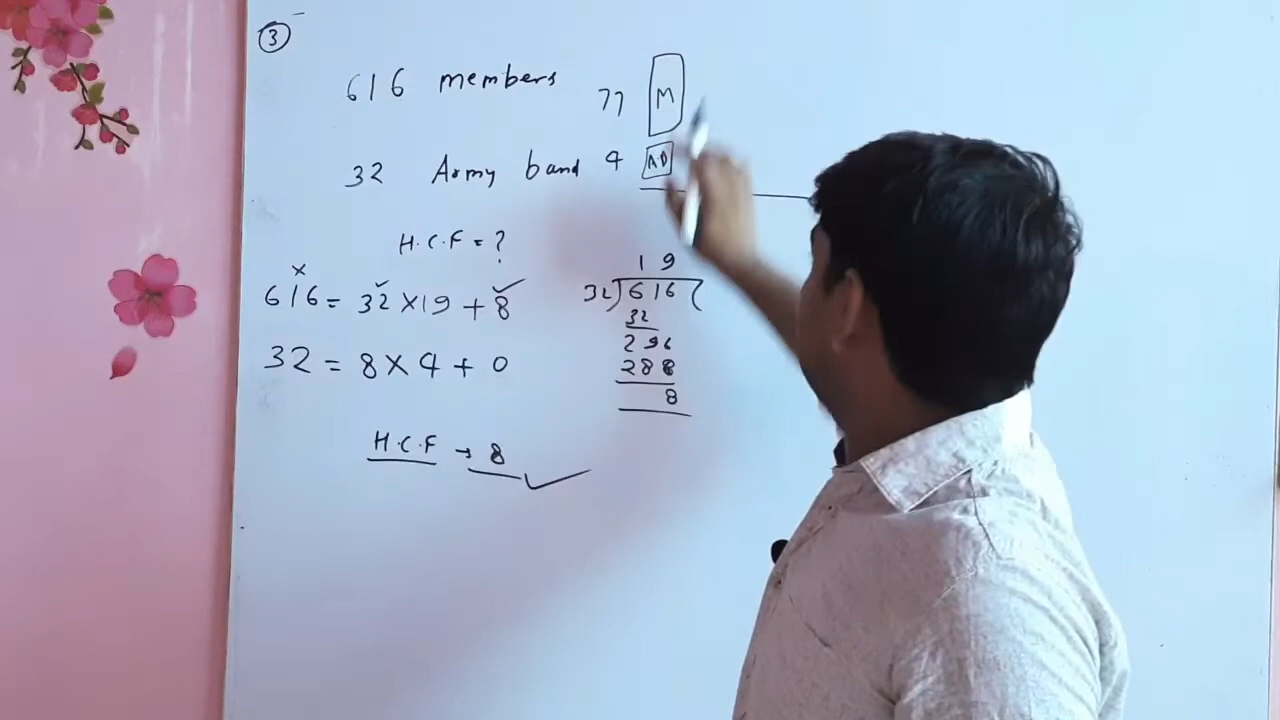 ③
616 members 77 M
32 Army band 4 AB
H.C.F = ?
616 = 32 × 19 + 8
32 = 8 × 4 + 0
H.C.F → 8
19
32)616(
32
296
288
8